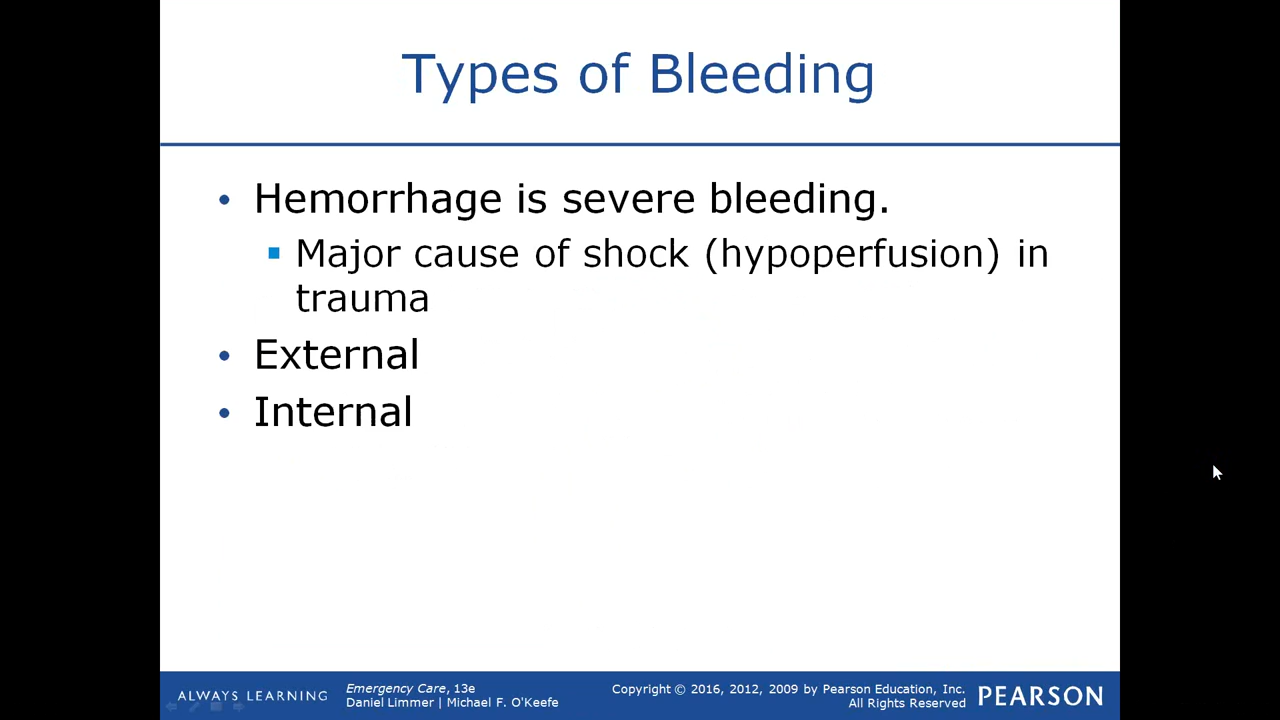 Types of Bleeding
• Hemorrhage is severe bleeding.
▪ Major cause of shock (hypoperfusion) in
trauma
• External
• Internal
ALWAYS LEARNING
Emergency Care, 13e
Daniel Limmer | Michael F. O'Keefe
Copyright © 2016, 2012, 2009 by Pearson Education, Inc.
All Rights Reserved
PEARSON